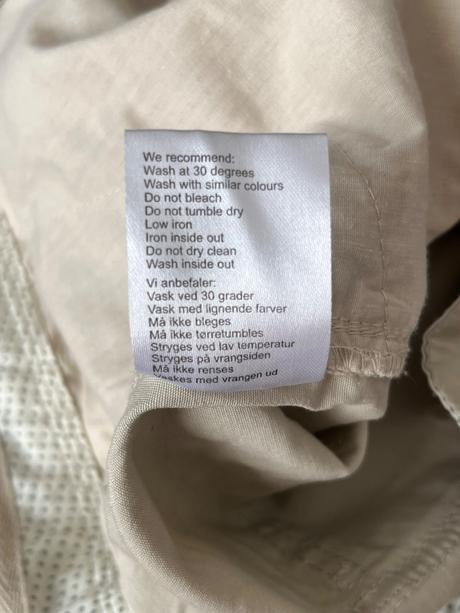 We recommend:
Wash at 30 degrees
Wash with similar colours
Do not bleach
Do not tumble dry
Low iron
Iron inside out
Do not dry clean
Wash inside out
Vi anbefaler:
Vask ved 30 grader
Vask med lignende farver
Må ikke bleges
Må ikke tørretumbles
Stryges ved lav temperatur
Stryges på vrangsiden
Må ikke renses
Vaskes med vrangen ud